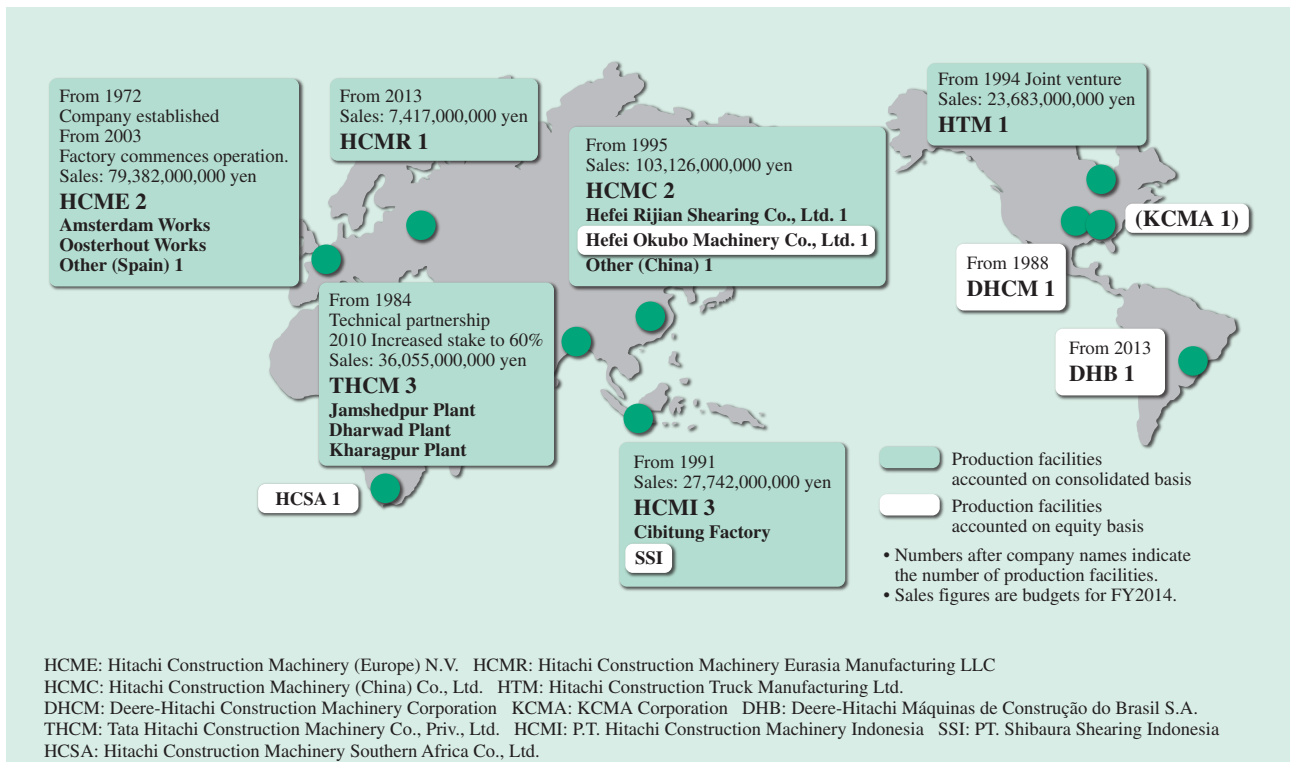 From 1972
Company established
From 2003
Factory commences operation.
Sales: 79,382,000,000 yen
HCME 2
Amsterdam Works
Oosterhout Works
Other (Spain) 1
From 2013
Sales: 7,417,000,000 yen
HCMR 1
From 1995
Sales: 103,126,000,000 yen
HCMC 2
Hefei Rijian Shearing Co., Ltd. 1
Hefei Okubo Machinery Co., Ltd. 1
Other (China) 1
From 1994 Joint venture
Sales: 23,683,000,000 yen
HTM 1
(KCMA 1)
From 1988
DHCM 1
From 2013
DHB 1
From 1984
Technical partnership
2010 Increased stake to 60%
Sales: 36,055,000,000 yen
THCM 3
Jamshedpur Plant
Dharwad Plant
Kharagpur Plant
HCSA 1
From 1991
Sales: 27,742,000,000 yen
HCMI 3
Cibitung Factory
SSI
Production facilities
accounted on consolidated basis
Production facilities
accounted on equity basis
• Numbers after company names indicate
the number of production facilities.
• Sales figures are budgets for FY2014.
HCME: Hitachi Construction Machinery (Europe) N.V. HCMR: Hitachi Construction Machinery Eurasia Manufacturing LLC
HCMC: Hitachi Construction Machinery (China) Co., Ltd. HTM: Hitachi Construction Truck Manufacturing Ltd.
DHCM: Deere-Hitachi Construction Machinery Corporation KCMA: KCMA Corporation DHB: Deere-Hitachi Máquinas de Construção do Brasil S.A.
THCM: Tata Hitachi Construction Machinery Co., Priv., Ltd. HCMI: P.T. Hitachi Construction Machinery Indonesia SSI: PT. Shibaura Shearing Indonesia
HCSA: Hitachi Construction Machinery Southern Africa Co., Ltd.